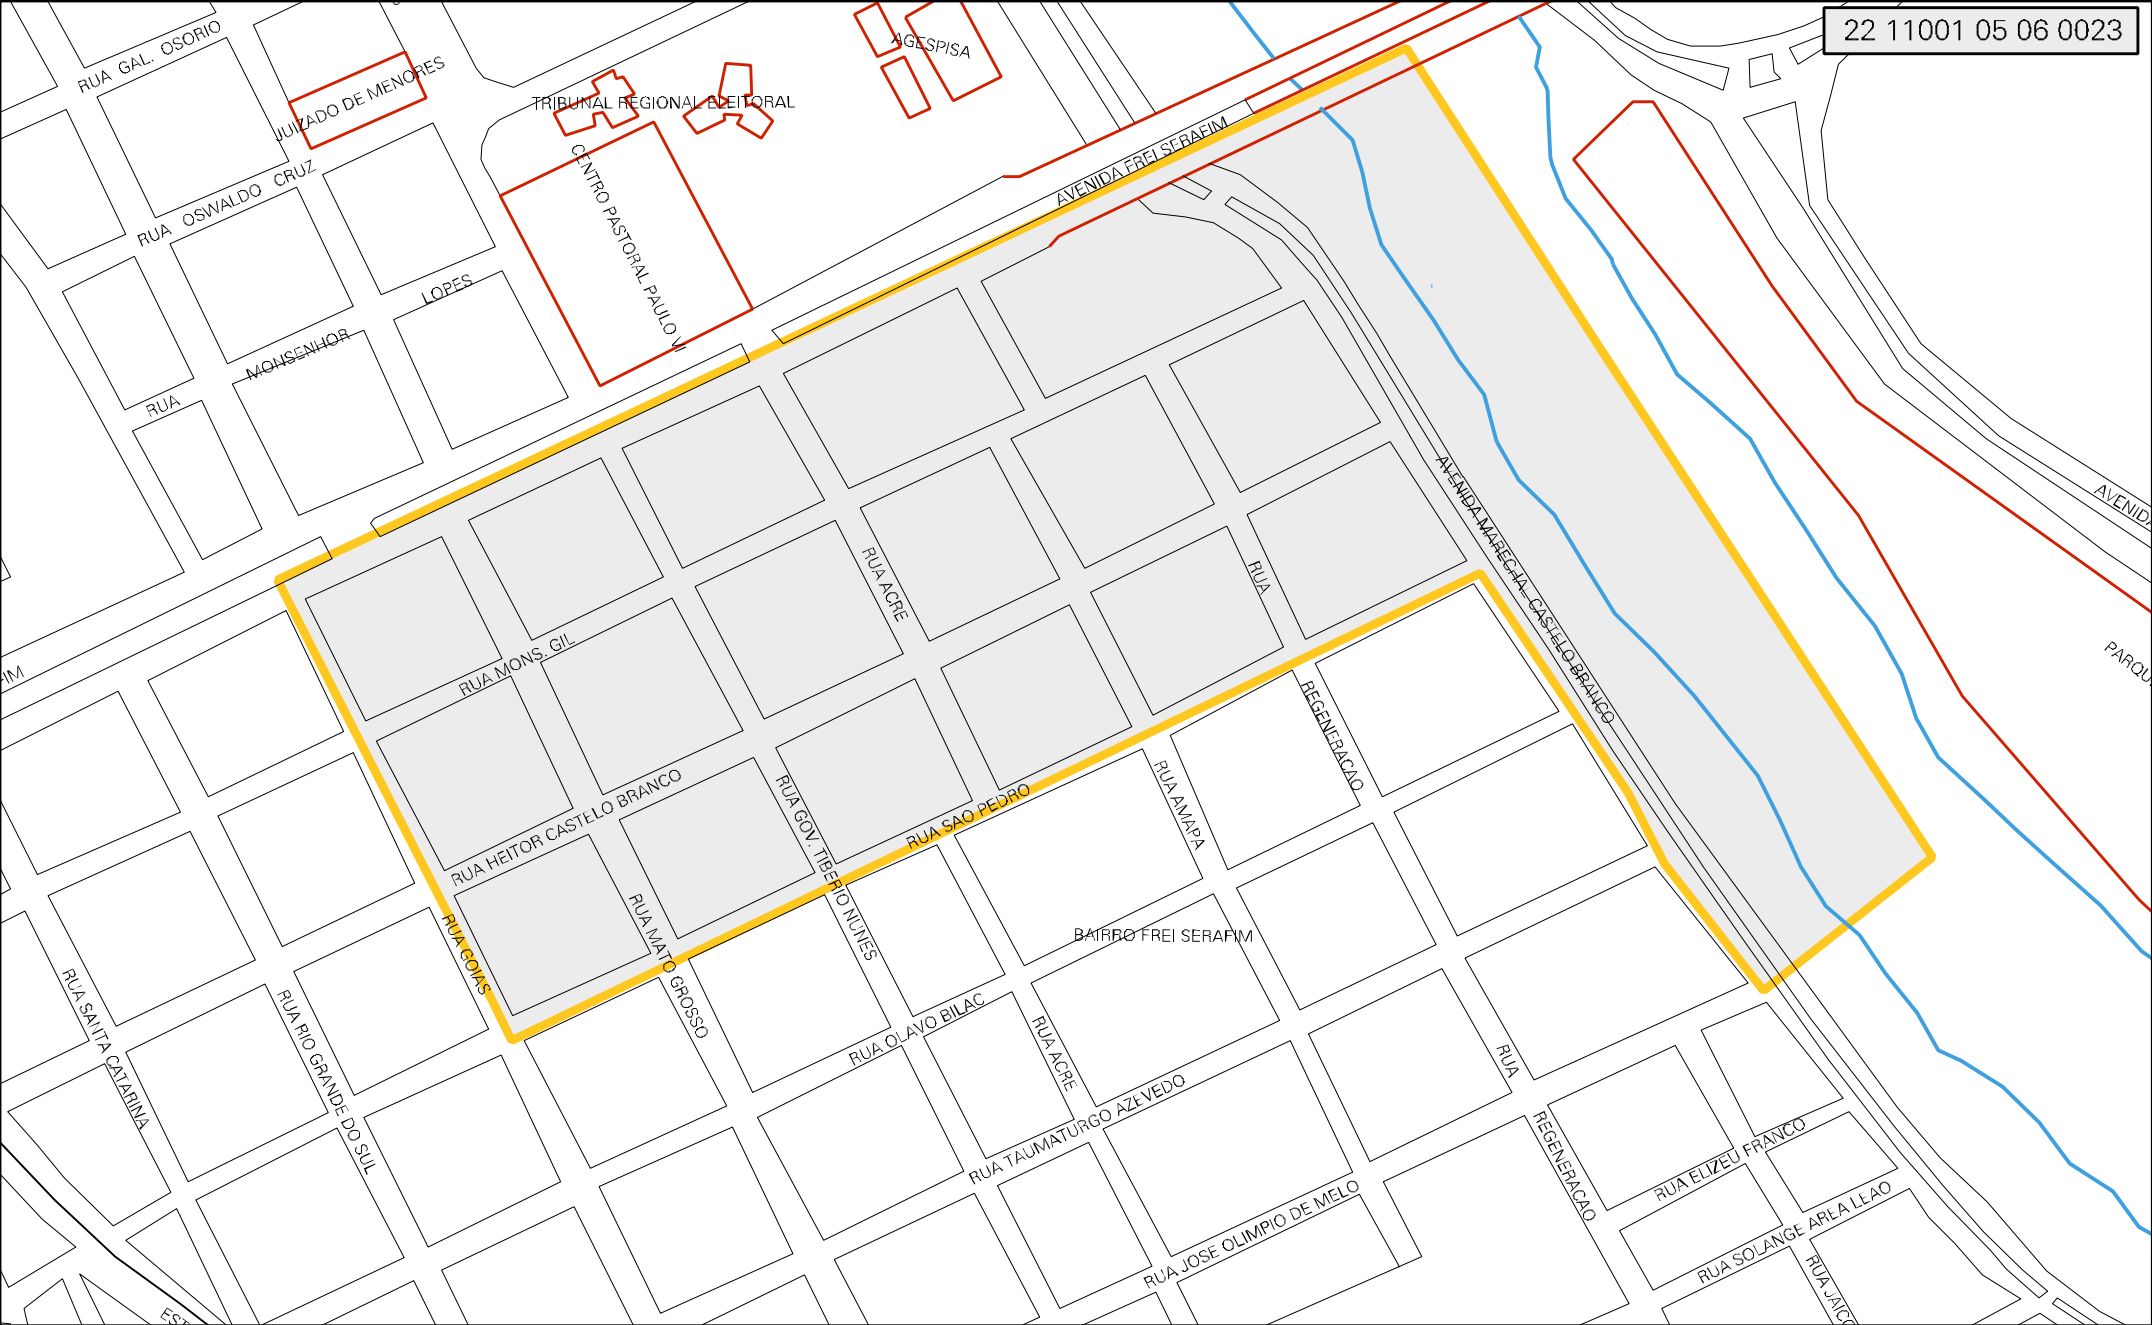 22 11001 05 06 0023
RUA GAL. OSORIO
AGESPISA
JUIZADO DE MENORES
TRIBUNAL REGIONAL ELEITORAL
CENTRO PASTORAL PAULO VI
AVENIDA FREI SERAFIM
RUA OSWALDO CRUZ
LOPES
MONSENHOR
RUA
AVENIDA
AVENIDA MARECHAL CASTELO BRANCO
RUA ACRE
RUA
RUA MONS. GIL
PARQU
IM
REGENERACAO
RUA AMAPA
RUA HEITOR CASTELO BRANCO
RUA GOV. TIBERIO NUNES
RUA SAO PEDRO
RUA GOIAS
RUA MATO GROSSO
BAIRRO FREI SERAFIM
RUA SANTA CATARINA
RUA RIO GRANDE DO SUL
RUA OLAVO BILAC
RUA ACRE
RUA
RUA TAUMATURGO AZEVEDO
REGENERACAO
RUA ELIZEU FRANCO
RUA JOSE OLIMPIO DE MELO
RUA SOLANGE AREA LEAO
RUA JAICO
EST